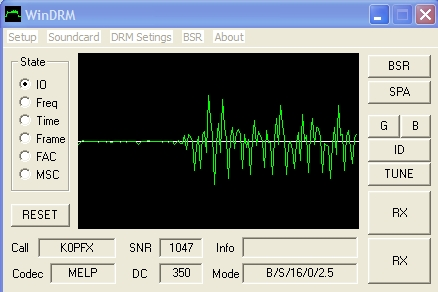 WinDRM
Setup Soundcard DRM Setings BSR About
State
IO
Freq
Time
Frame
FAC
MSC
RESET
BSR
SPA
G B
ID
TUNE
RX
RX
Call K0PFX SNR 1047 Info
Codec MELP DC 350 Mode B/S/16/0/2.5